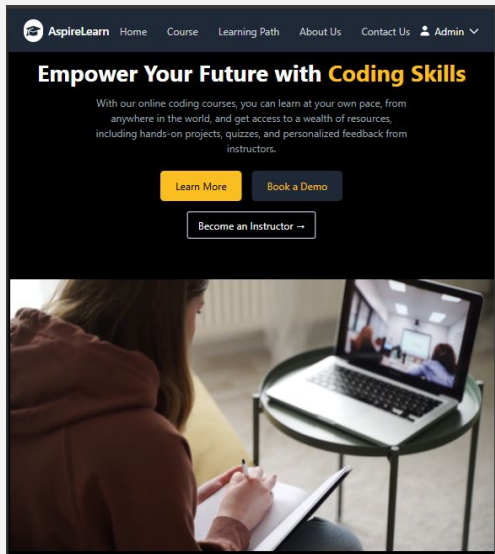 AspireLearn Home Course Learning Path About Us Contact Us Admin
Empower Your Future with Coding Skills
With our online coding courses, you can learn at your own pace, from
anywhere in the world, and get access to a wealth of resources,
including hands-on projects, quizzes, and personalized feedback from
instructors.
Learn More Book a Demo
Become an Instructor →